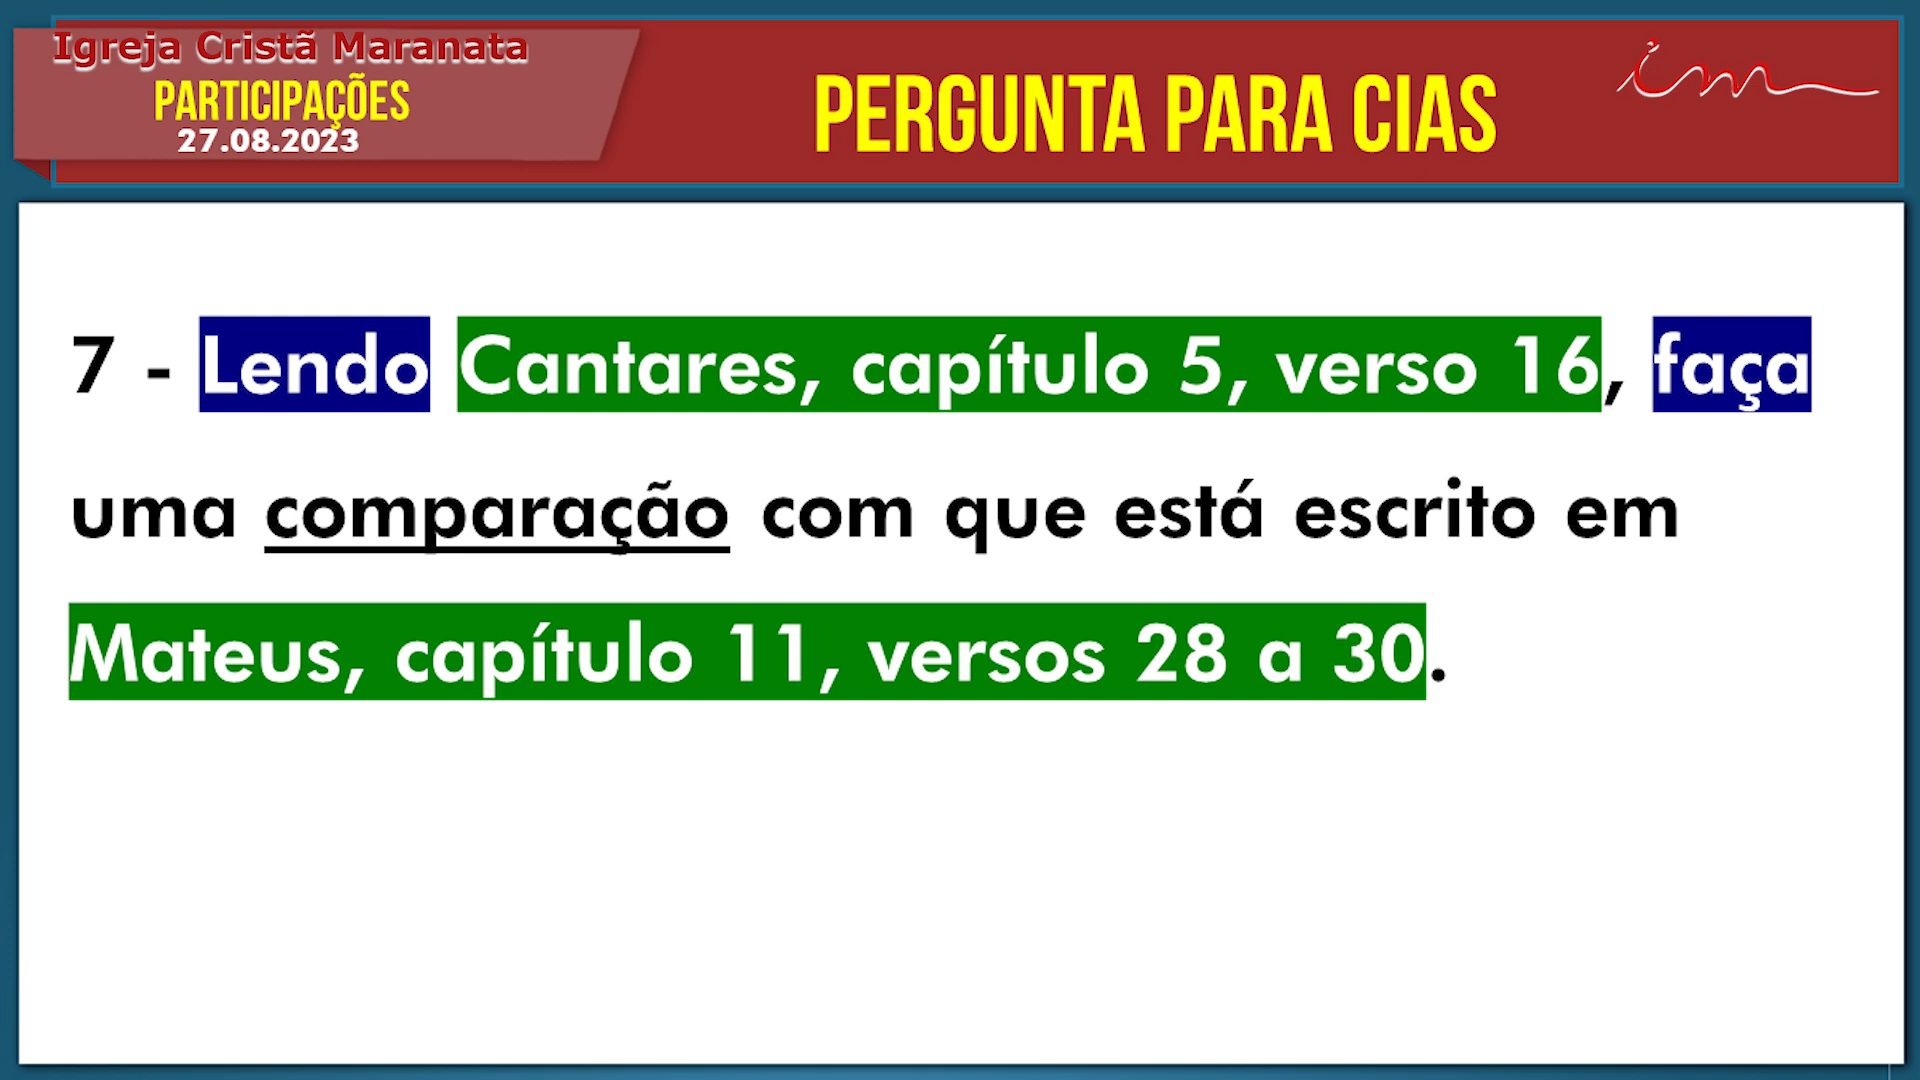 Igreja Cristã Maranata
PARTICIPAÇÕES
27.08.2023
PERGUNTA PARA CIAS
im
7 - Lendo Cantares, capítulo 5, verso 16, faça
uma comparação com que está escrito em
Mateus, capítulo 11, versos 28 a 30.